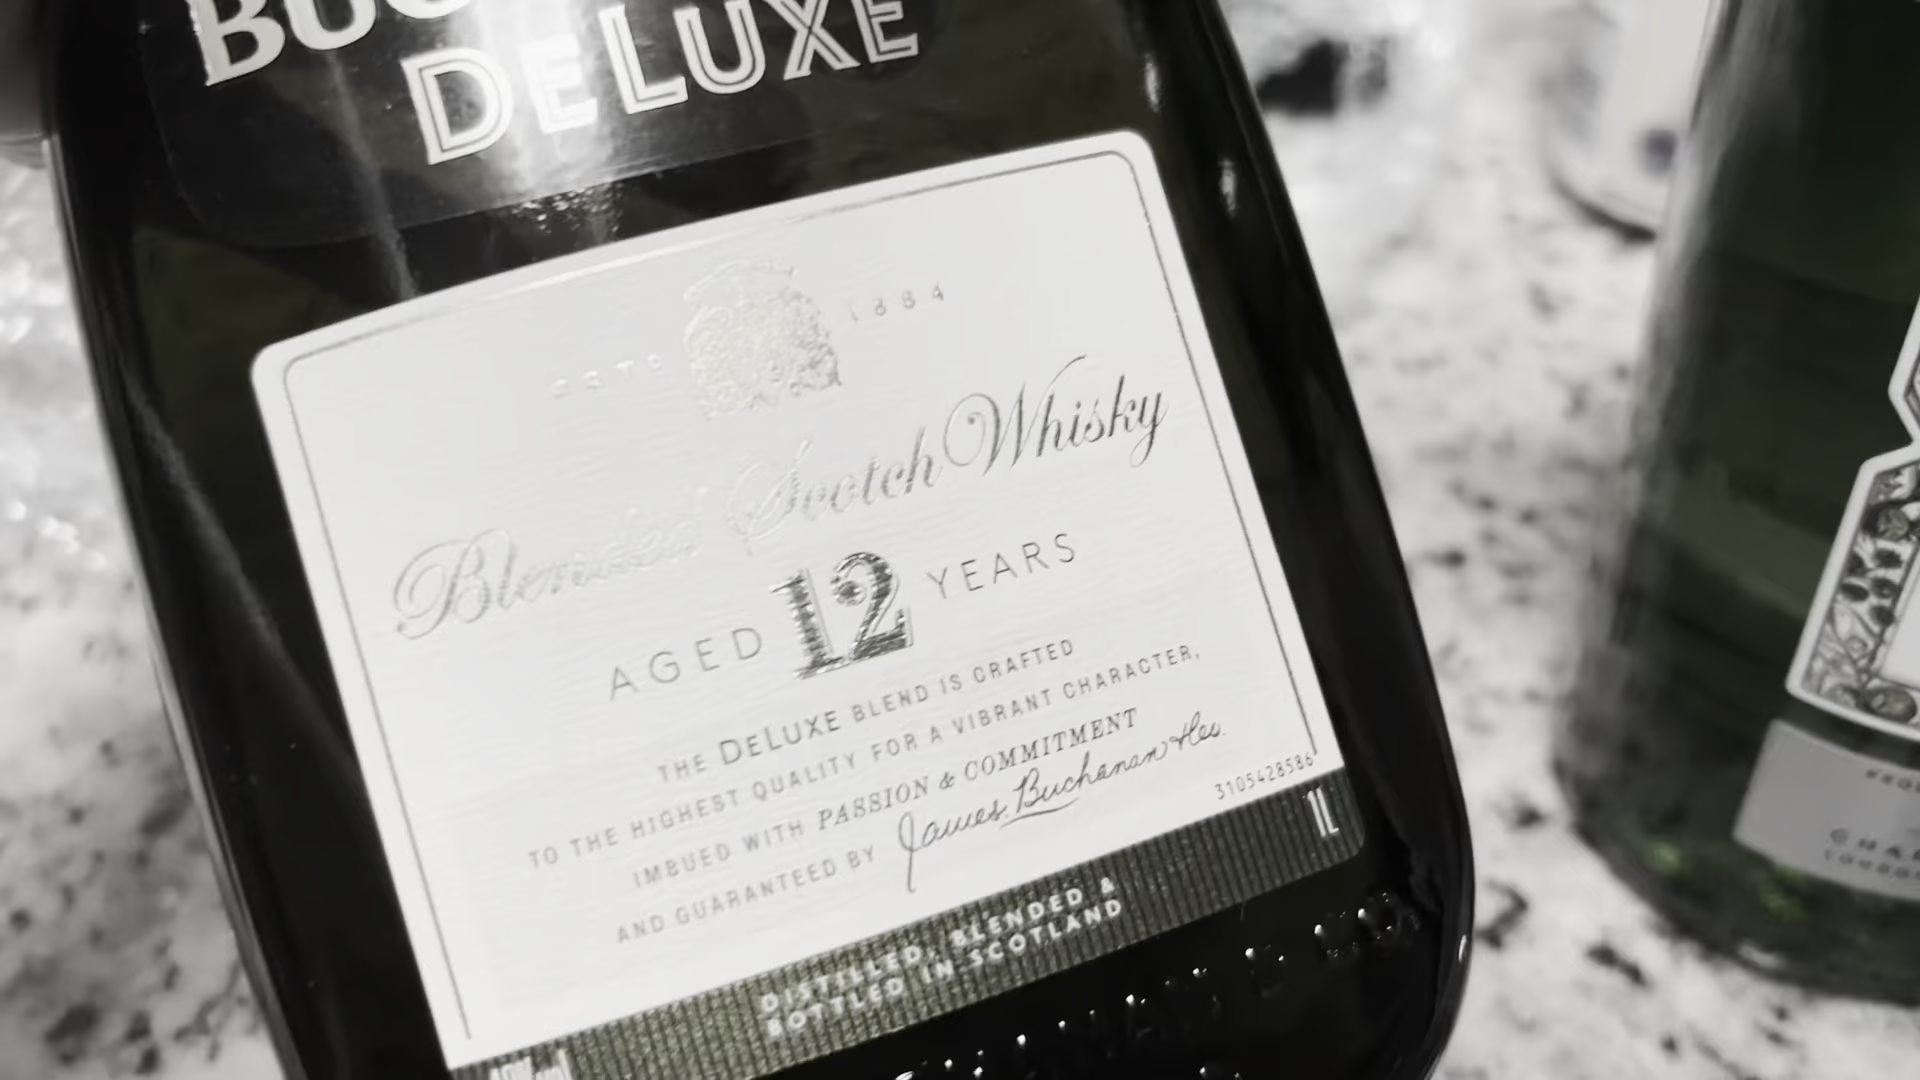 DELUXE
ESTD 1884
Blended Scotch Whisky
AGED 12 YEARS
THE DELUXE BLEND IS CRAFTED
TO THE HIGHEST QUALITY FOR A VIBRANT CHARACTER,
IMBUED WITH PASSION & COMMITMENT
AND GUARANTEED BY James Buchanan
3105428586
1L
DISTILLED, BLENDED &
BOTTLED IN SCOTLAND